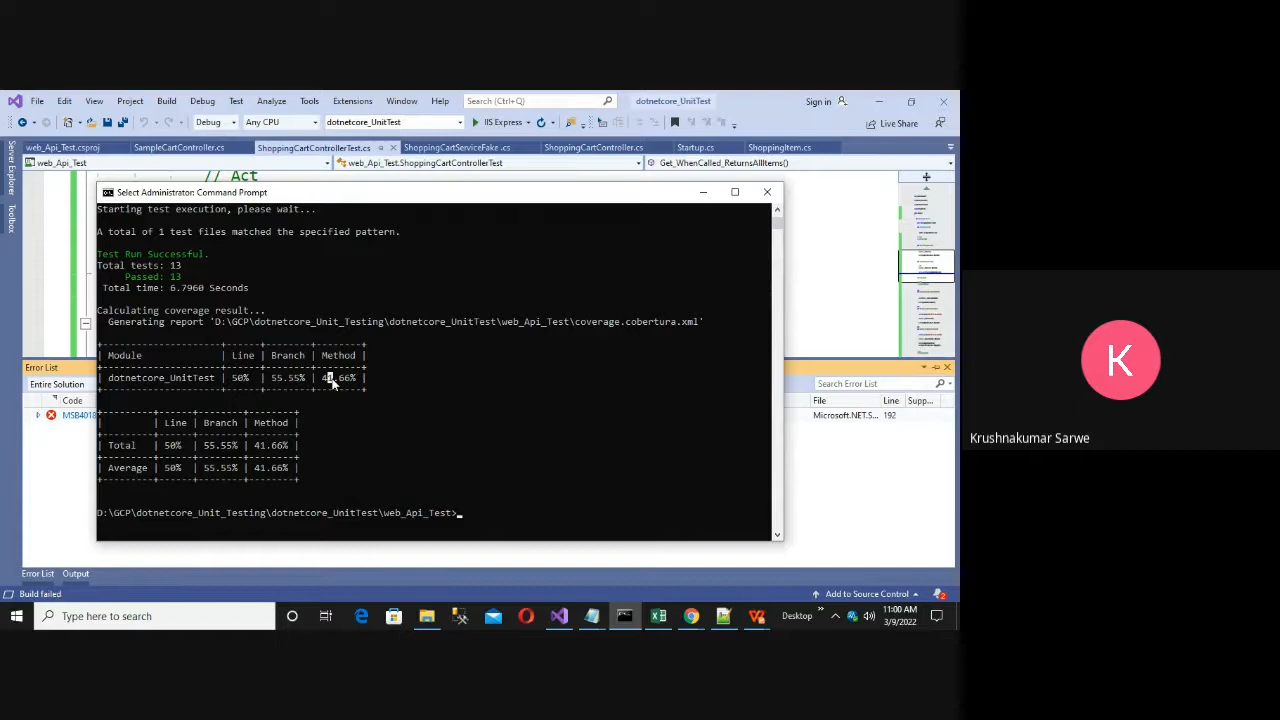 File Edit View Project Build Debug Test Analyze Tools Extensions Window Help Search (Ctrl+Q) dotnetcore_UnitTest Sign in
Debug Any CPU dotnetcore_UnitTest IIS Express Live Share
web_Api_Test.csproj SampleCartController.cs ShoppingCartControllerTest.cs ShoppingCartServiceFake .cs ShoppingCartController.cs Startup.cs ShoppingItem.cs
web_Api_Test web_Api_Test.ShoppingCartControllerTest Get_WhenCalled_ReturnsAllItems()
Server Explorer
Toolbox
// Act
Select Administrator: Command Prompt
Starting test execution, please wait...
A total of 1 test files matched the specified pattern.
Test Run Successful.
Total tests: 13
Passed: 13
Total time: 6.7960 Seconds
Calculating coverage result...
Generating report 'D:\GCP\dotnetcore_Unit_Testing\dotnetcore_UnitTest\web_Api_Test\coverage.cobertura.xml'
| Module | Line | Branch | Method |
| dotnetcore_UnitTest | 50% | 55.55% | 41.66% |
| | Line | Branch | Method |
| Total | 50% | 55.55% | 41.66% |
| Average | 50% | 55.55% | 41.66% |
D:\GCP\dotnetcore_Unit_Testing\dotnetcore_UnitTest\web_Api_Test>
Error List
Entire Solution Search Error List
Code File Line Supp...
MSB4018 Microsoft.NET.S... 192
Error List Output
Build failed Add to Source Control 2
Type here to search Desktop 11:00 AM
3/9/2022
K
Krushnakumar Sarwe